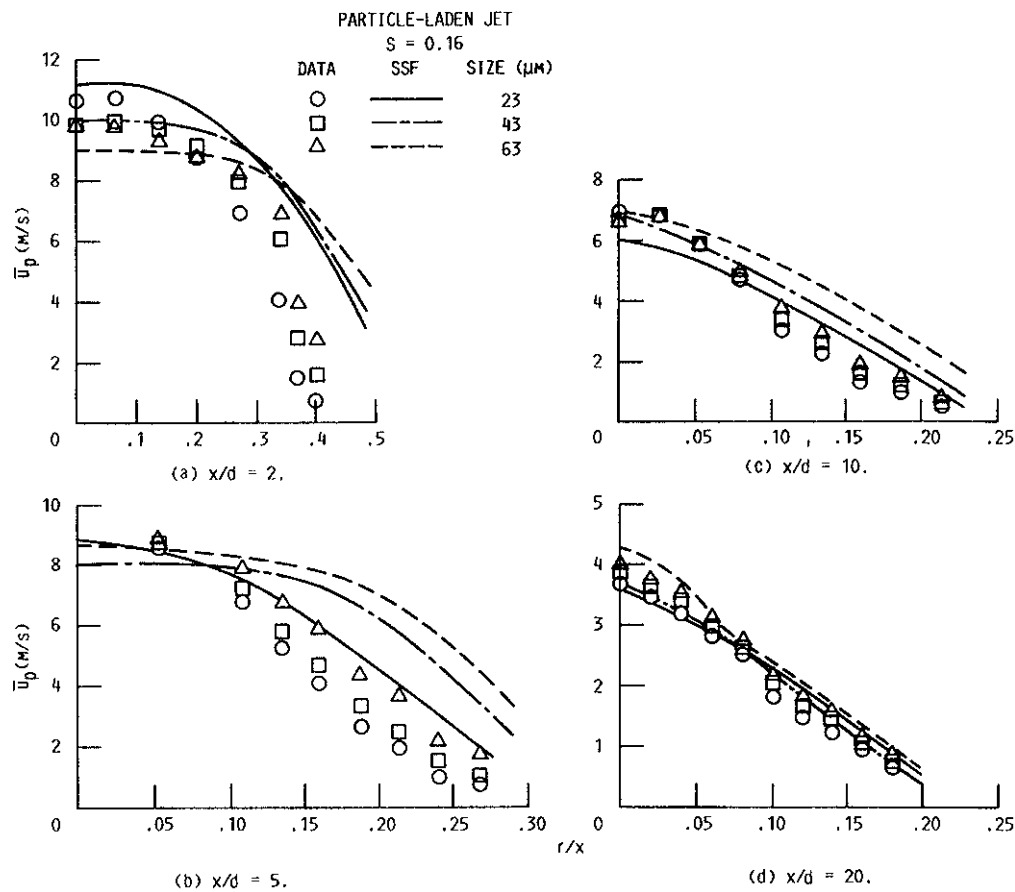 PARTICLE-LADEN JET
S = 0.16
DATA SSF SIZE (µM)
23
43
63
12
10
8
6
4
2
0
.1 .2 .3 .4 .5
u̅p (M/S)
(a) x/d = 2.
8
6
4
2
0
.05 .10 .15 .20 .25
(c) x/d = 10.
10
8
6
4
2
0
.05 .10 .15 .20 .25 .30
u̅p (M/S)
r/x
(b) x/d = 5.
5
4
3
2
1
0
.05 .10 .15 .20 .25
(d) x/d = 20.